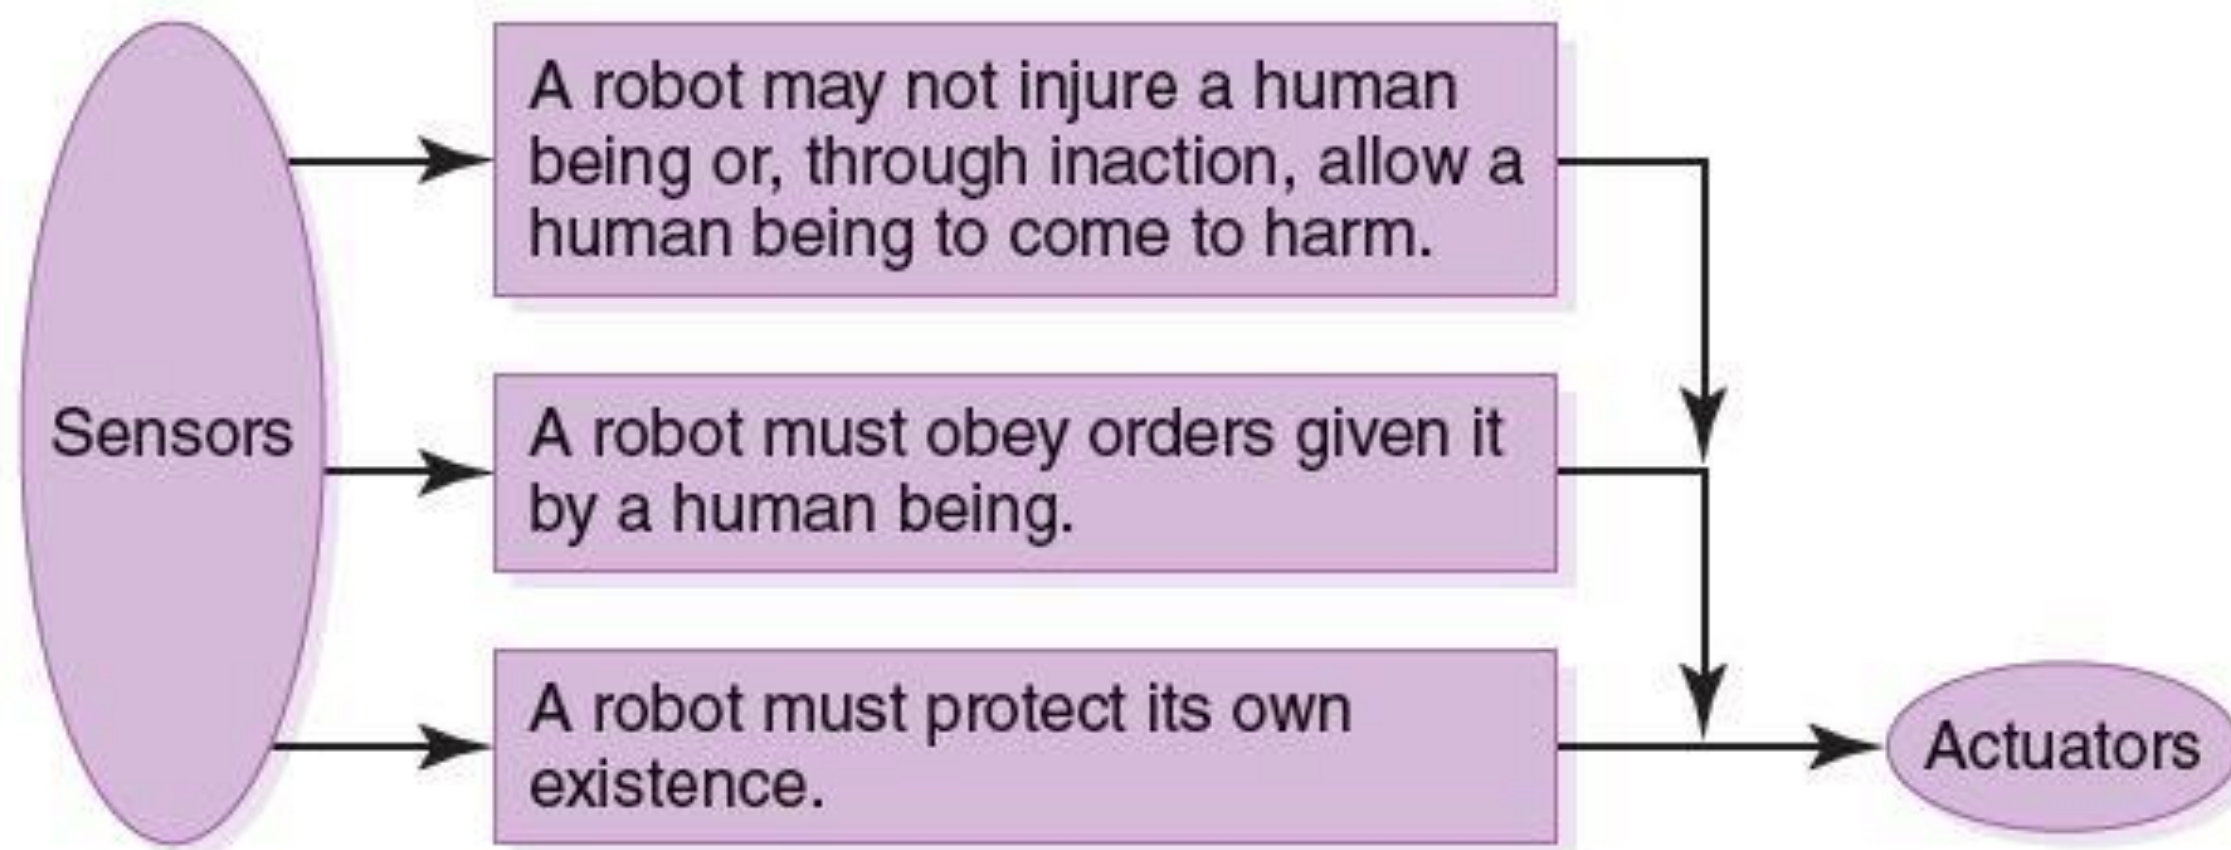 Sensors
A robot may not injure a human
being or, through inaction, allow a
human being to come to harm.
A robot must obey orders given it
by a human being.
A robot must protect its own
existence.
Actuators